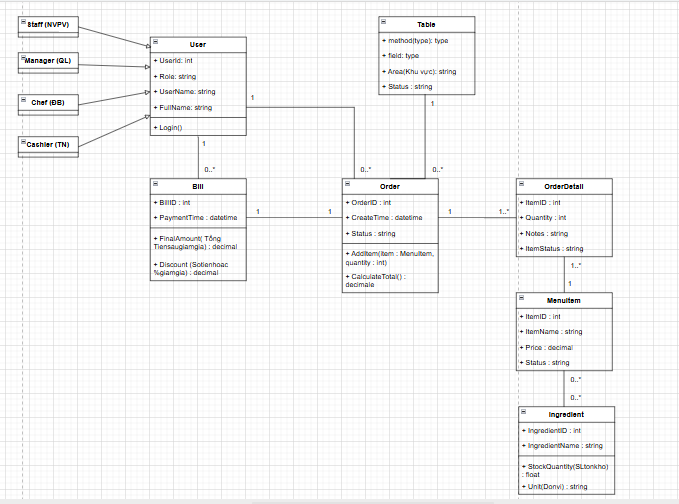 Staff (NVPV)
Manager (QL)
Chef (ĐB)
Cashier (TN)
User
+ UserId: int
+ Role: string
+ UserName: string
+ FullName: string
+ Login()
Table
+ method(type): type
+ field: type
+ Area(Khu vực): string
+ Status : string
1
1
1
0..*
0..*
0..*
Bill
+ BillID : int
+ PaymentTime : datetime
+ FinalAmount( Tổng
Tiensaugiamgia) : decimal
+ Discount (Sotienhoac
%giamgia) : decimal
1
1
Order
+ OrderID : int
+ CreateTime : datetime
+ Status : string
+ AddItem(item : MenuItem,
quantity : int)
+ CalculateTotal() :
decimale
1
1..*
OrderDetail
+ ItemID : int
+ Quantity : int
+ Notes : string
+ ItemStatus : string
1..*
1
MenuItem
+ ItemID : int
+ ItemName : string
+ Price : decimal
+ Status : string
0..*
0..*
Ingredient
+ IngredientID : int
+ IngredientName : string
+ StockQuantity(SLtonkho)
: float
+ Unit(Donvi) : string